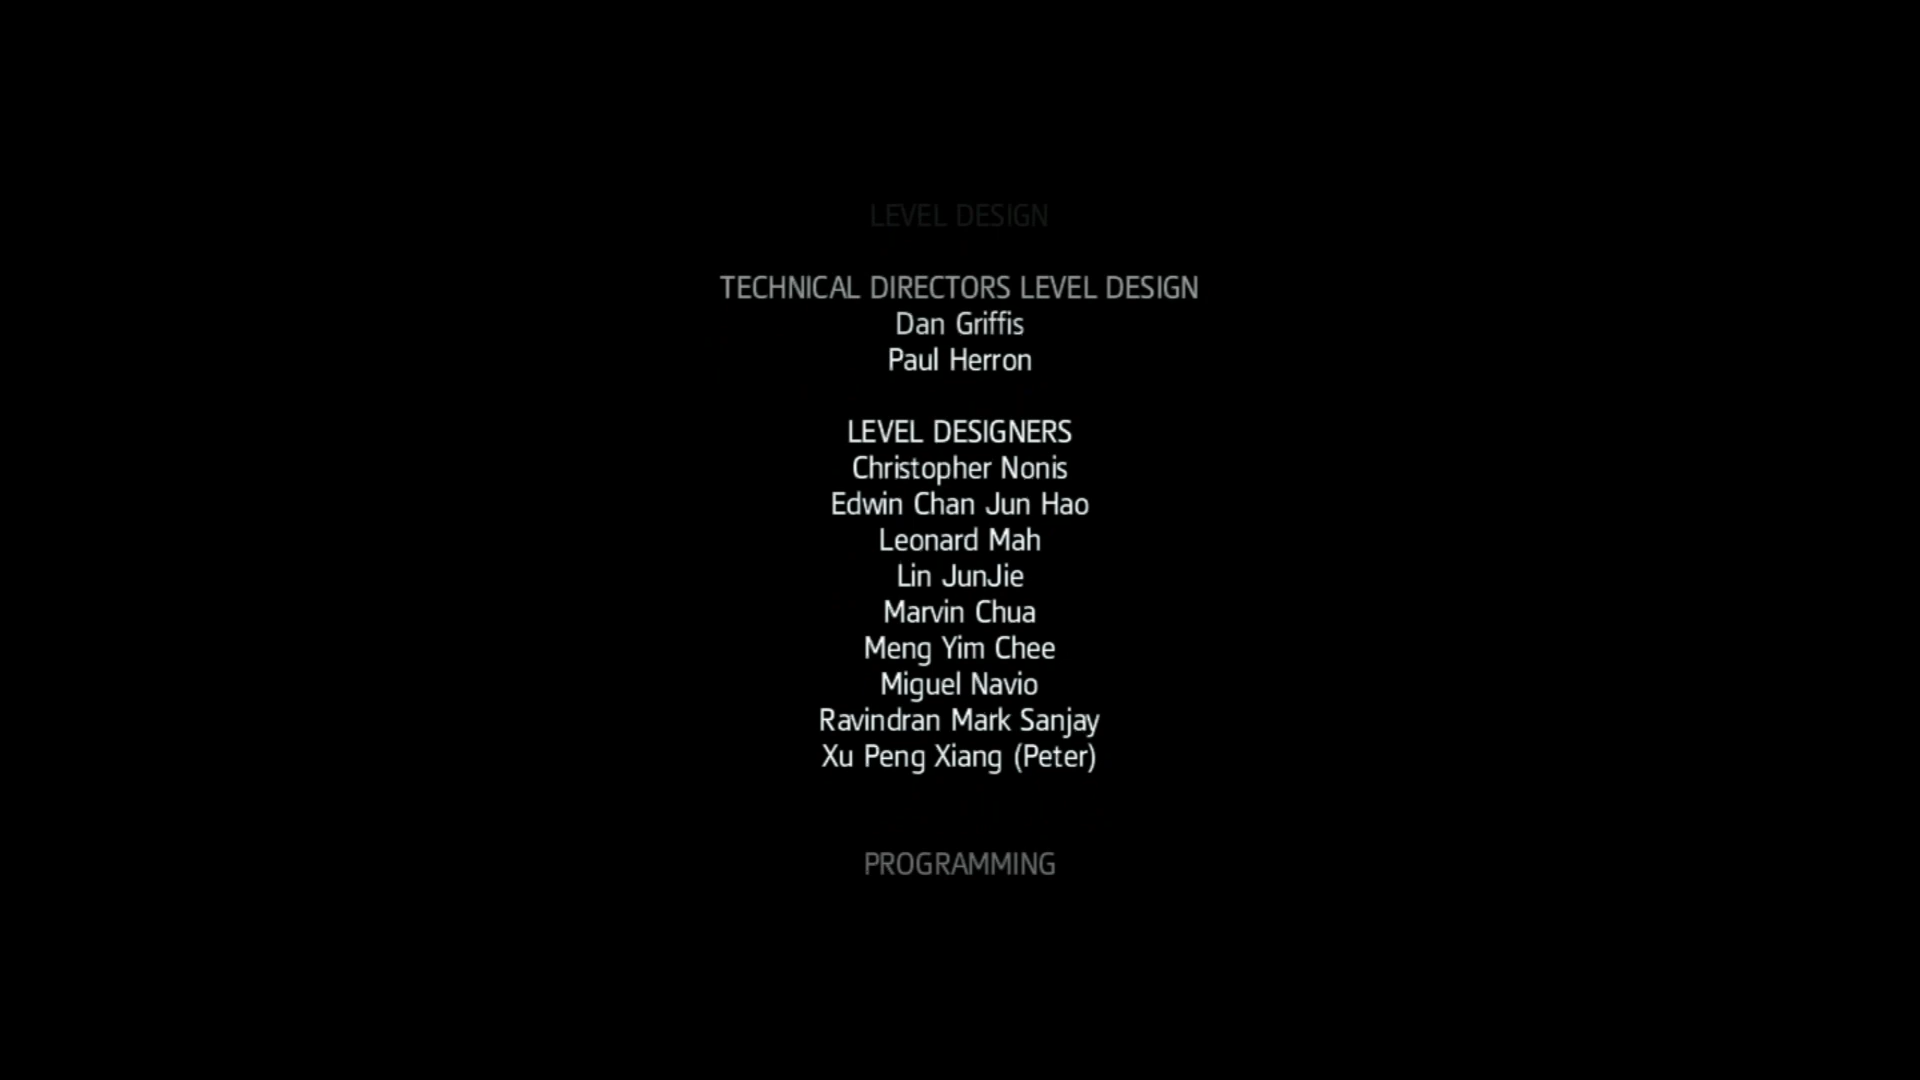 LEVEL DESIGN
TECHNICAL DIRECTORS LEVEL DESIGN
Dan Griffis
Paul Herron
LEVEL DESIGNERS
Christopher Nonis
Edwin Chan Jun Hao
Leonard Mah
Lin JunJie
Marvin Chua
Meng Yim Chee
Miguel Navio
Ravindran Mark Sanjay
Xu Peng Xiang (Peter)
PROGRAMMING